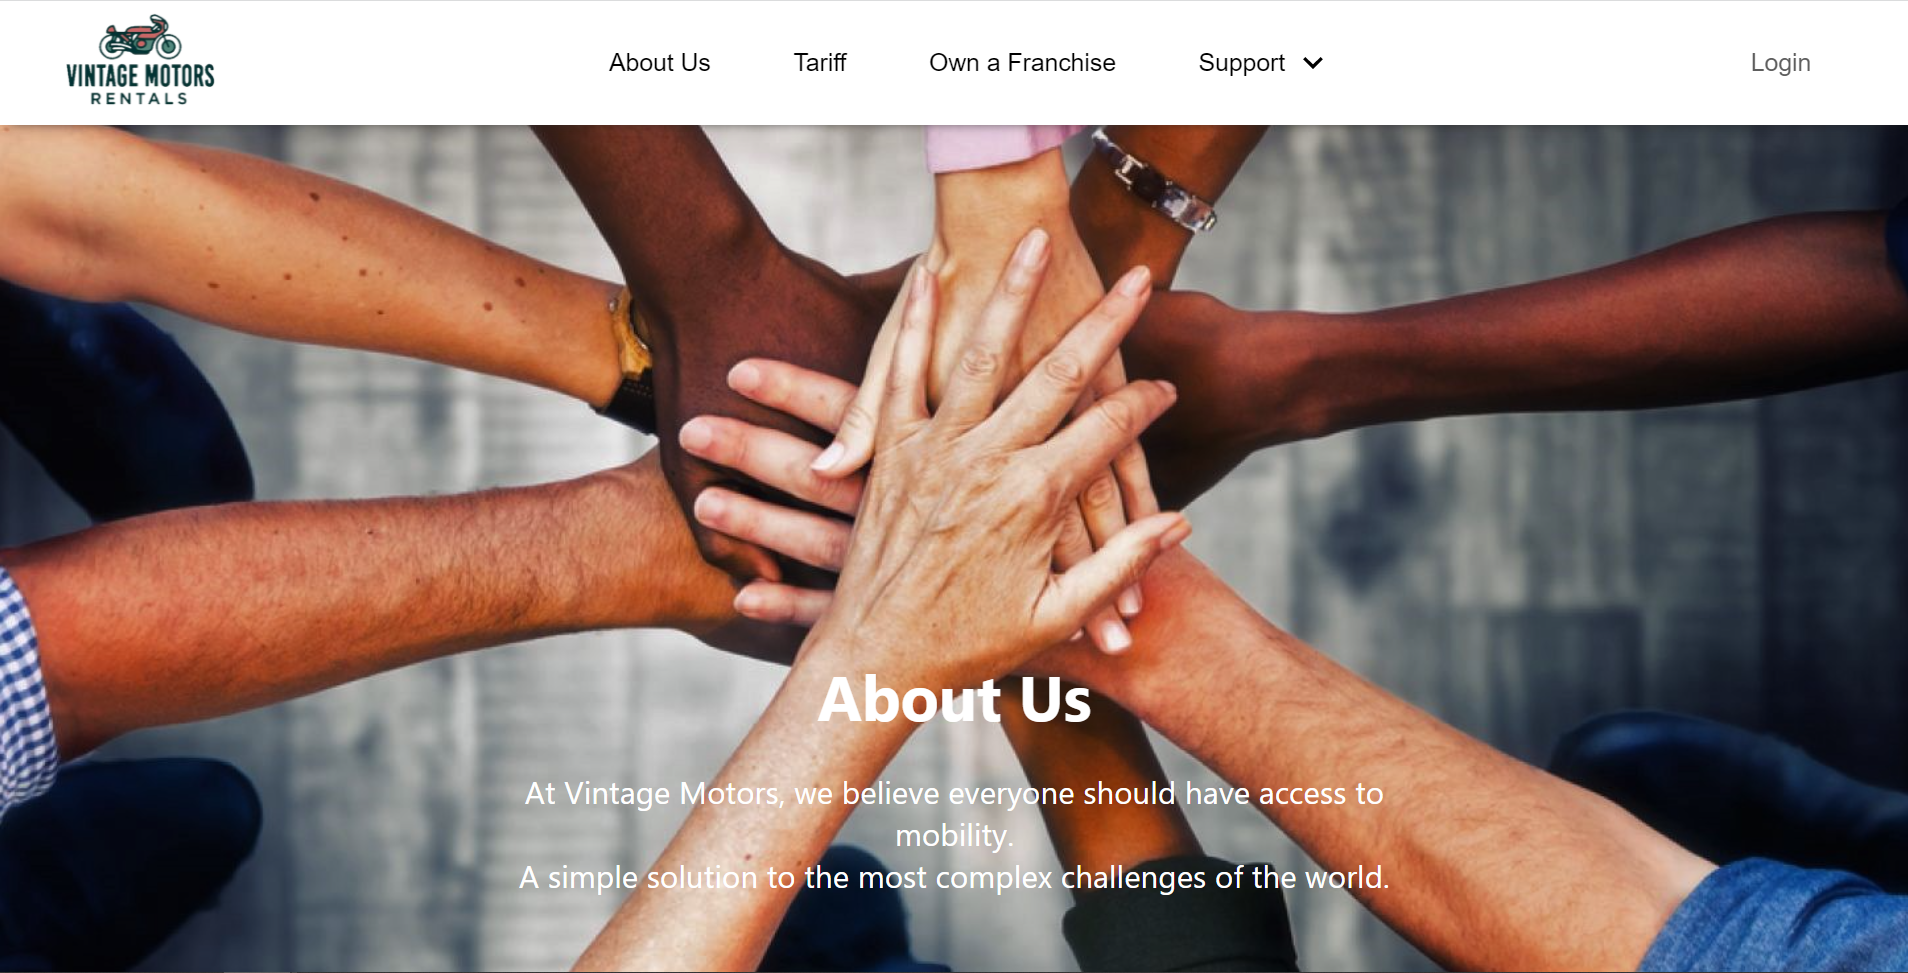 VINTAGE MOTORS
RENTALS
About Us
Tariff
Own a Franchise
Support
Login
About Us
At Vintage Motors, we believe everyone should have access to
mobility.
A simple solution to the most complex challenges of the world.